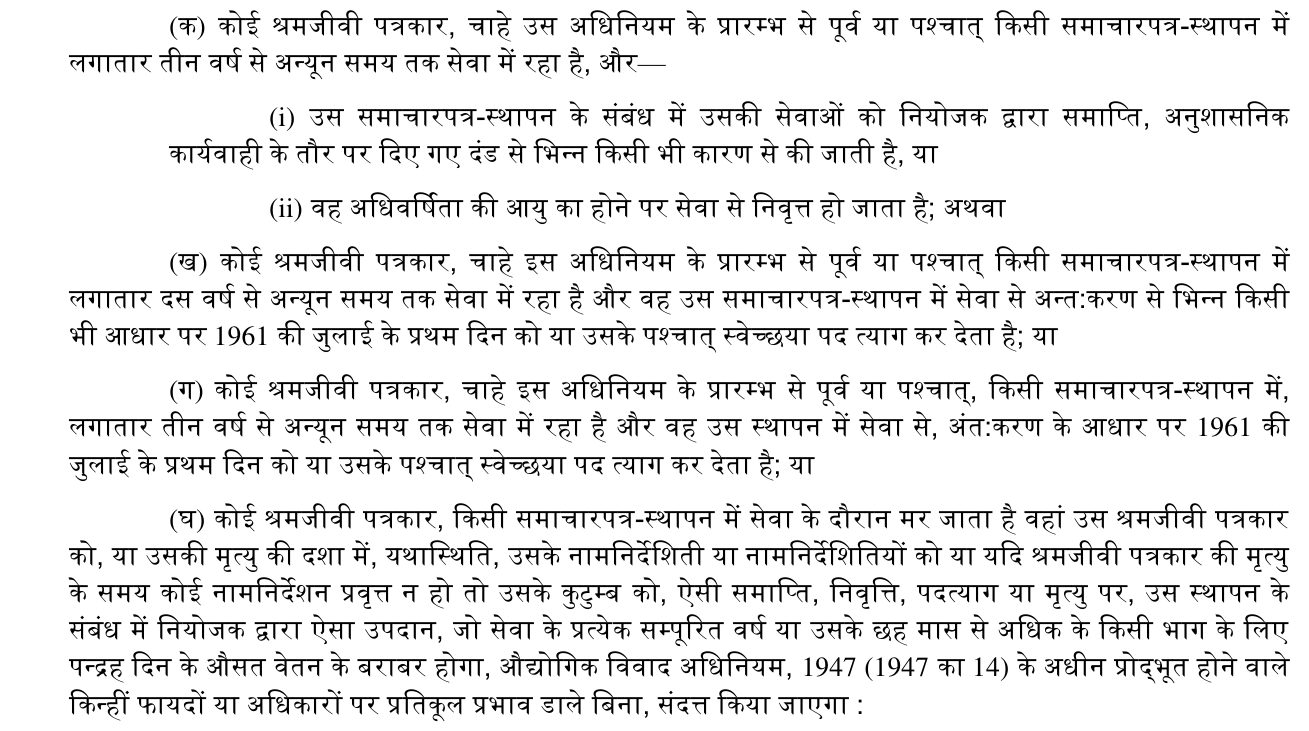 (क) कोई श्रमजीवी पत्रकार, चाहे उस अधिनियम के प्रारम्भ से पूर्व या पश्चात् किसी समाचारपत्र-स्थापन में
लगातार तीन वर्ष से अन्यून समय तक सेवा में रहा है, और—
(i) उस समाचारपत्र-स्थापन के संबंध में उसकी सेवाओं को नियोजक द्वारा समाप्ति, अनुशासनिक
कार्यवाही के तौर पर दिए गए दंड से भिन्न किसी भी कारण से की जाती है, या
(ii) वह अधिवर्षिता की आयु का होने पर सेवा से निवृत्त हो जाता है; अथवा
(ख) कोई श्रमजीवी पत्रकार, चाहे इस अधिनियम के प्रारम्भ से पूर्व या पश्चात् किसी समाचारपत्र-स्थापन में
लगातार दस वर्ष से अन्यून समय तक सेवा में रहा है और वह उस समाचारपत्र-स्थापन में सेवा से अन्त:करण से भिन्न किसी
भी आधार पर 1961 की जुलाई के प्रथम दिन को या उसके पश्चात् स्वेच्छया पद त्याग कर देता है; या
(ग) कोई श्रमजीवी पत्रकार, चाहे इस अधिनियम के प्रारम्भ से पूर्व या पश्चात्, किसी समाचारपत्र-स्थापन में,
लगातार तीन वर्ष से अन्यून समय तक सेवा में रहा है और वह उस स्थापन में सेवा से, अंत:करण के आधार पर 1961 की
जुलाई के प्रथम दिन को या उसके पश्चात् स्वेच्छया पद त्याग कर देता है; या
(घ) कोई श्रमजीवी पत्रकार, किसी समाचारपत्र-स्थापन में सेवा के दौरान मर जाता है वहां उस श्रमजीवी पत्रकार
को, या उसकी मृत्यु की दशा में, यथास्थिति, उसके नामनिर्देशिती या नामनिर्देशितियों को या यदि श्रमजीवी पत्रकार की मृत्यु
के समय कोई नामनिर्देशन प्रवृत्त न हो तो उसके कुटुम्ब को, ऐसी समाप्ति, निवृत्ति, पदत्याग या मृत्यु पर, उस स्थापन के
संबंध में नियोजक द्वारा ऐसा उपदान, जो सेवा के प्रत्येक सम्पूरित वर्ष या उसके छह मास से अधिक के किसी भाग के लिए
पन्द्रह दिन के औसत वेतन के बराबर होगा, औद्योगिक विवाद अधिनियम, 1947 (1947 का 14) के अधीन प्रोद्‌भूत होने वाले
किन्हीं फायदों या अधिकारों पर प्रतिकूल प्रभाव डाले बिना, संदत्त किया जाएगा :